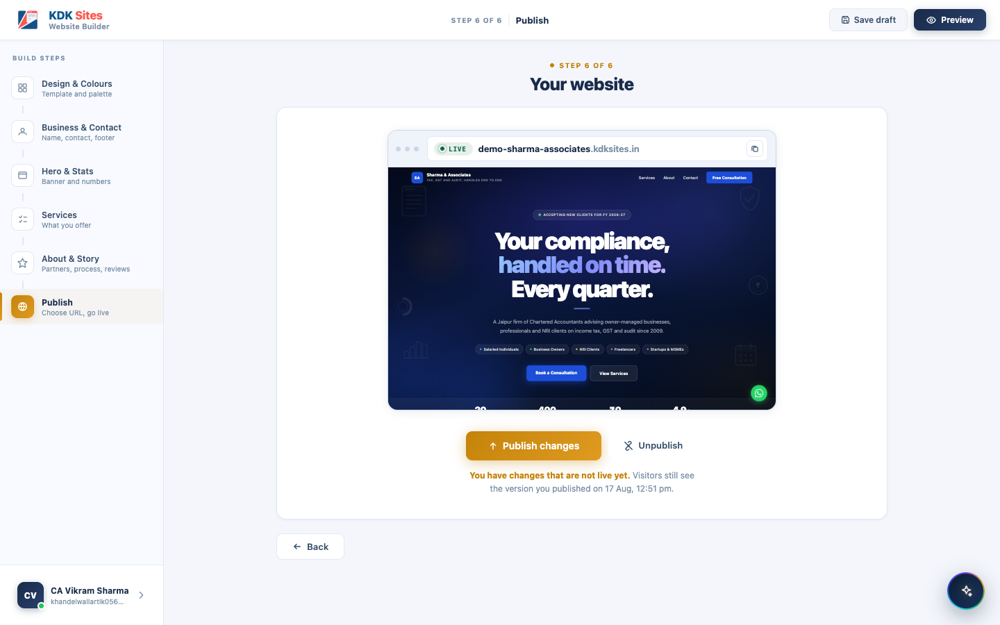 KDK Sites
Website Builder
STEP 6 OF 6
Publish
Save draft
Preview
BUILD STEPS
Design & Colours
Template and palette
Business & Contact
Name, contact, footer
Hero & Stats
Banner and numbers
Services
What you offer
About & Story
Partners, process, reviews
Publish
Choose URL, go live
CV
CA Vikram Sharma
khandelwallartik056...
STEP 6 OF 6
Your website
LIVE
demo-sharma-associates.kdksites.in
SA
Sharma & Associates
TAX, GST AND AUDIT, HANDLED END TO END
Services
About
Contact
Free Consultation
ACCEPTING NEW CLIENTS FOR FY 2026-27
Your compliance,
handled on time.
Every quarter.
A Jaipur firm of Chartered Accountants advising owner-managed businesses,
professionals and NRI clients on income tax, GST and audit since 2009.
Salaried Individuals
Business Owners
NRI Clients
Freelancers
Startups & MSMEs
Book a Consultation
View Services
Publish changes
Unpublish
You have changes that are not live yet. Visitors still see
the version you published on 17 Aug, 12:51 pm.
Back